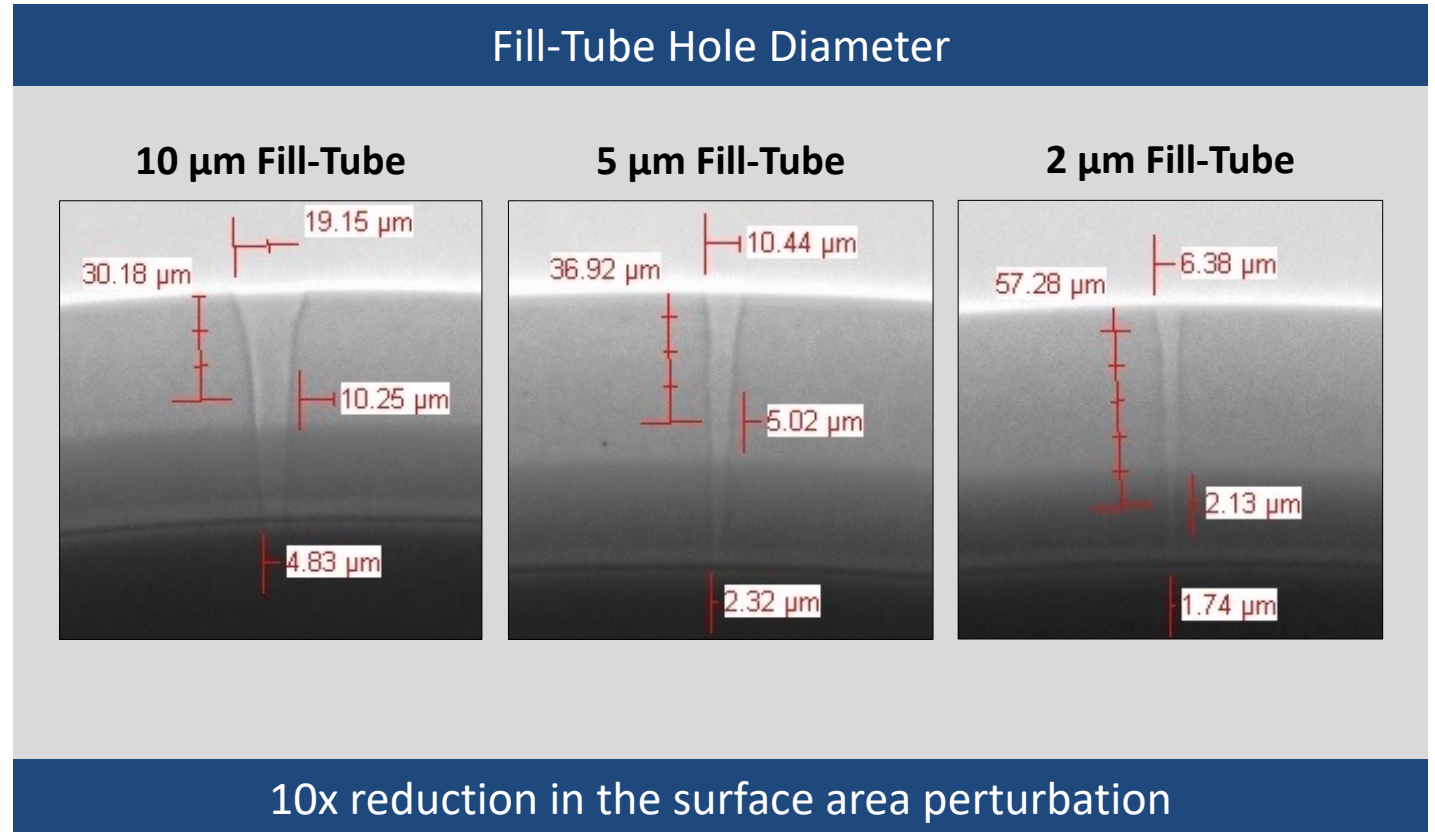 Fill-Tube Hole Diameter
10 µm Fill-Tube
19.15 µm
30.18 µm
10.25 µm
4.83 µm
5 µm Fill-Tube
10.44 µm
36.92 µm
5.02 µm
2.32 µm
2 µm Fill-Tube
6.38 µm
57.28 µm
2.13 µm
1.74 µm
10x reduction in the surface area perturbation